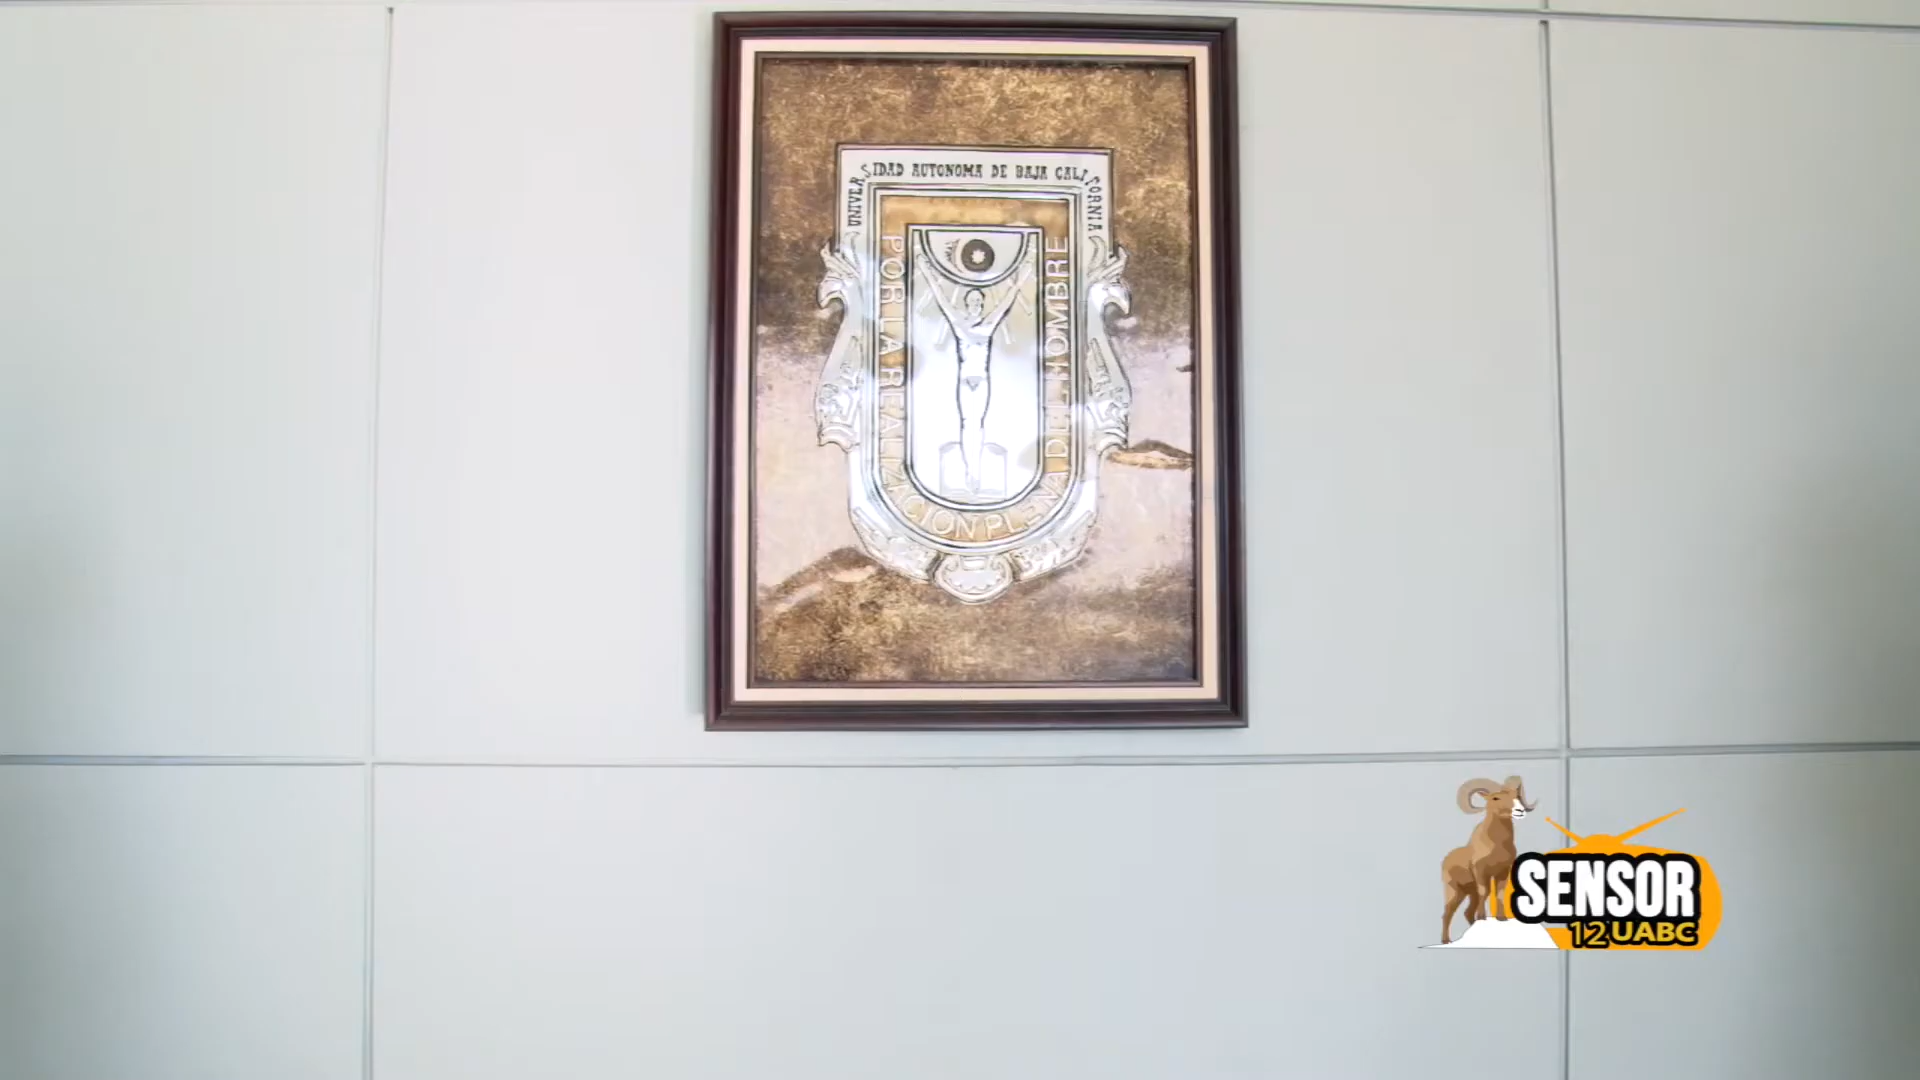 UNIVERSIDAD AUTONOMA DE BAJA CALIFORNIA
POR LA REALIZACION PLENA DEL HOMBRE
SENSOR
12 UABC